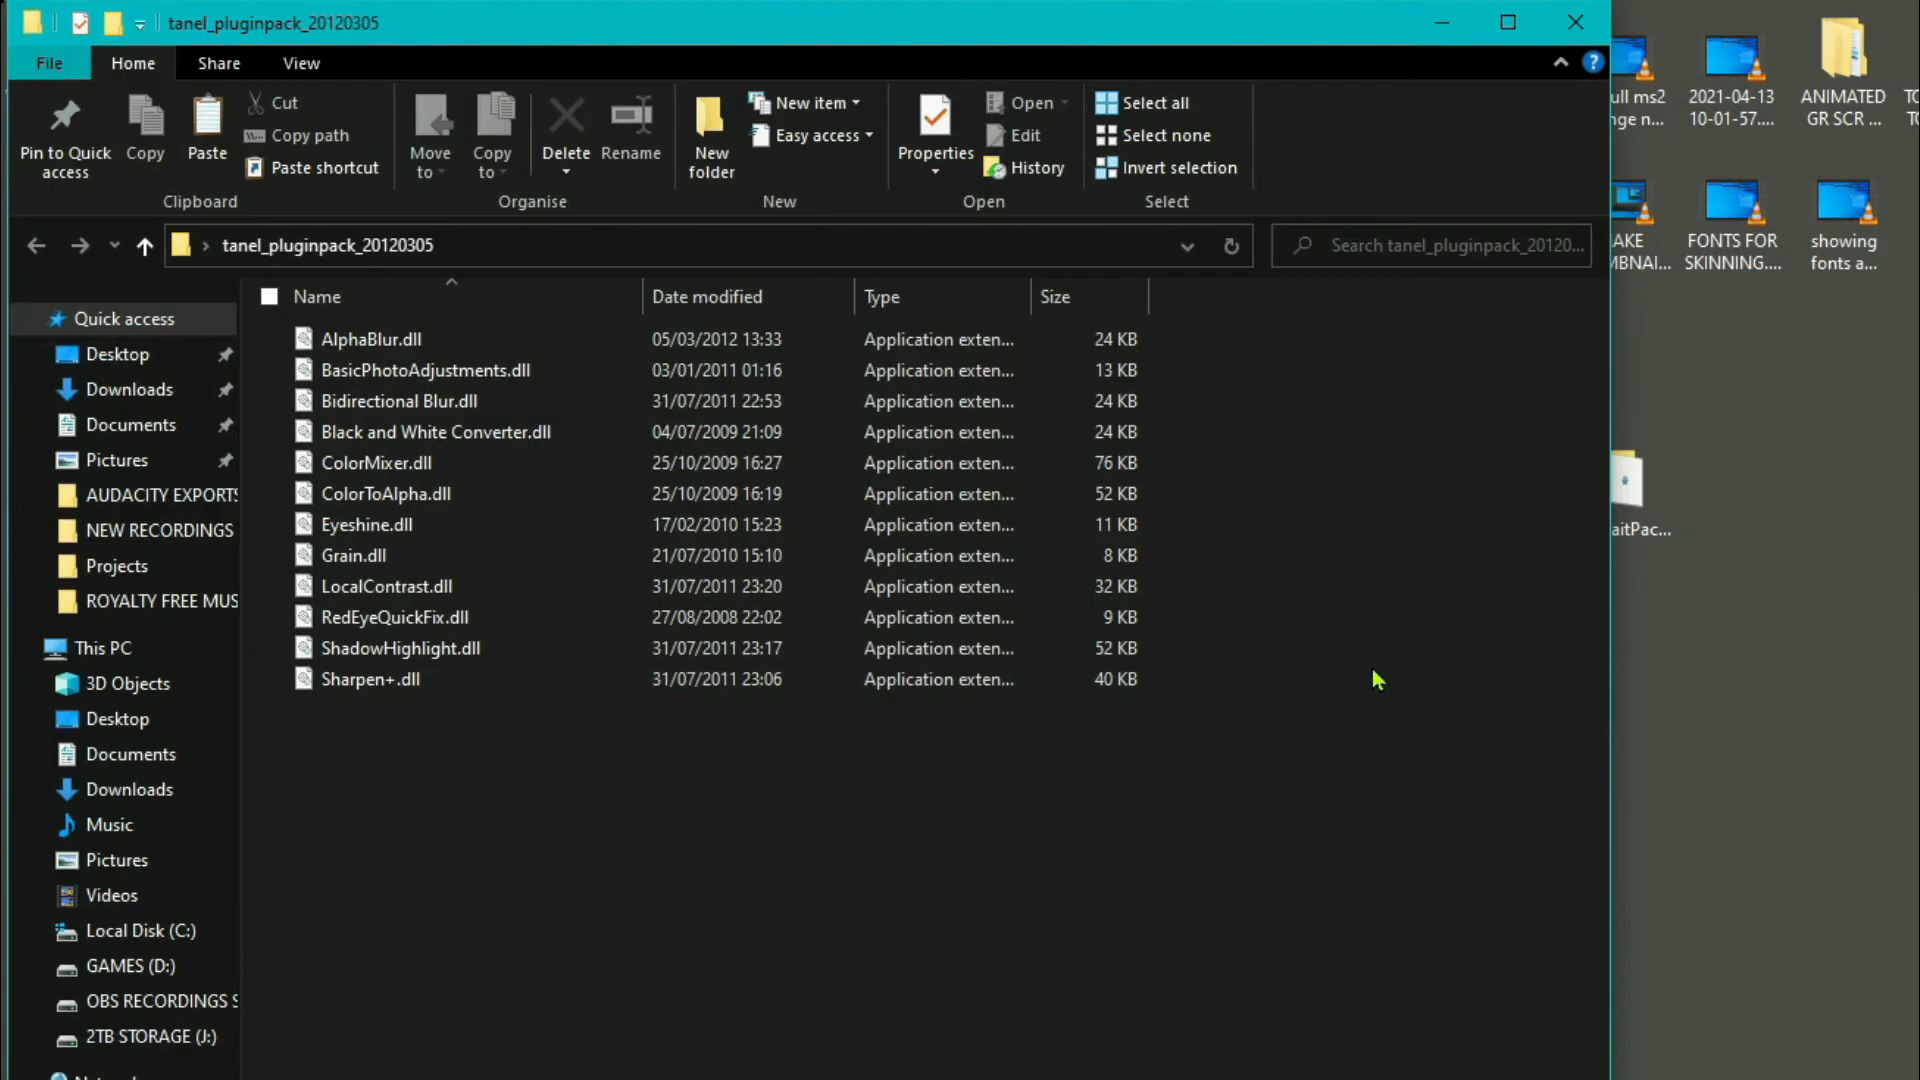 tanel_pluginpack_20120305
File Home Share View
Pin to Quick access
Copy
Paste
Cut
Copy path
Paste shortcut
Clipboard
Move to
Copy to
Delete
Rename
Organise
New folder
New item
Easy access
New
Properties
Open
Edit
History
Open
Select all
Select none
Invert selection
Select
tanel_pluginpack_20120305
Search tanel_pluginpack_20120...
Name Date modified Type Size
AlphaBlur.dll 05/03/2012 13:33 Application exten... 24 KB
BasicPhotoAdjustments.dll 03/01/2011 01:16 Application exten... 13 KB
Bidirectional Blur.dll 31/07/2011 22:53 Application exten... 24 KB
Black and White Converter.dll 04/07/2009 21:09 Application exten... 24 KB
ColorMixer.dll 25/10/2009 16:27 Application exten... 76 KB
ColorToAlpha.dll 25/10/2009 16:19 Application exten... 52 KB
Eyeshine.dll 17/02/2010 15:23 Application exten... 11 KB
Grain.dll 21/07/2010 15:10 Application exten... 8 KB
LocalContrast.dll 31/07/2011 23:20 Application exten... 32 KB
RedEyeQuickFix.dll 27/08/2008 22:02 Application exten... 9 KB
ShadowHighlight.dll 31/07/2011 23:17 Application exten... 52 KB
Sharpen+.dll 31/07/2011 23:06 Application exten... 40 KB
Quick access
Desktop
Downloads
Documents
Pictures
AUDACITY EXPORTS
NEW RECORDINGS
Projects
ROYALTY FREE MUS
This PC
3D Objects
Desktop
Documents
Downloads
Music
Pictures
Videos
Local Disk (C:)
GAMES (D:)
OBS RECORDINGS S
2TB STORAGE (J:)
ull ms2
nge n...
2021-04-13
10-01-57....
ANIMATED
GR SCR ...
AKE
MBNAI...
FONTS FOR
SKINNING....
showing
fonts a...
aitPac...